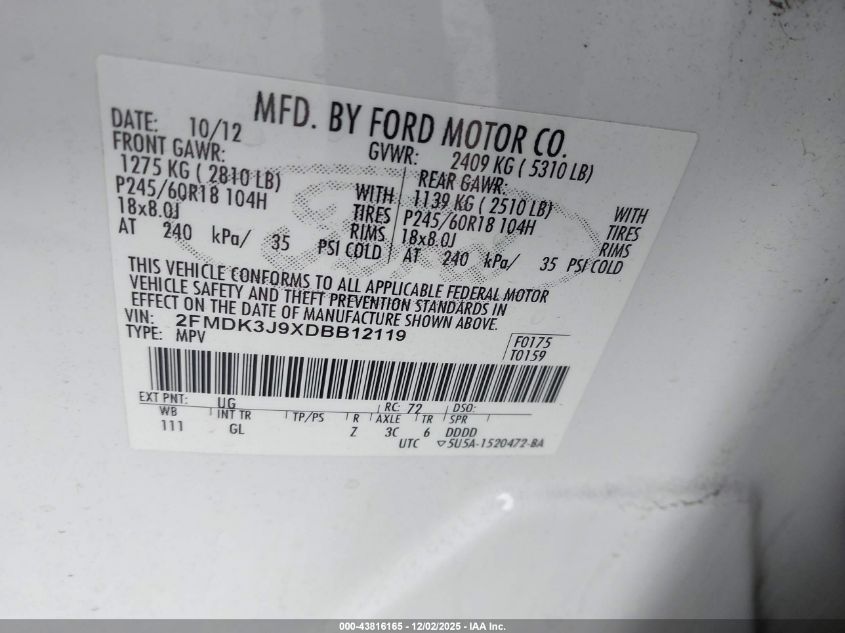 MFD. BY FORD MOTOR CO.
DATE: 10/12
GVWR: 2409 KG ( 5310 LB)
FRONT GAWR:
1275 KG ( 2810 LB)
P245/60R18 104H
18x8.0J
AT 240 kPa/ 35 PSI COLD
WITH
TIRES
RIMS
REAR GAWR:
1139 KG ( 2510 LB)
P245/60R18 104H
18x8.0J
AT 240 kPa/ 35 PSI COLD
WITH
TIRES
RIMS
THIS VEHICLE CONFORMS TO ALL APPLICABLE FEDERAL MOTOR
VEHICLE SAFETY AND THEFT PREVENTION STANDARDS IN
EFFECT ON THE DATE OF MANUFACTURE SHOWN ABOVE.
VIN: 2FMDK3J9XDBB12119
TYPE: MPV
F0175
T0159
EXT PNT: UG RC: 72 DSO:
WB INT TR TP/PS R AXLE TR SPR
111 GL Z 3C 6 DDDD
UTC ▽5U5A-1520472-BA
000-43816165 - 12/02/2025 - IAA Inc.